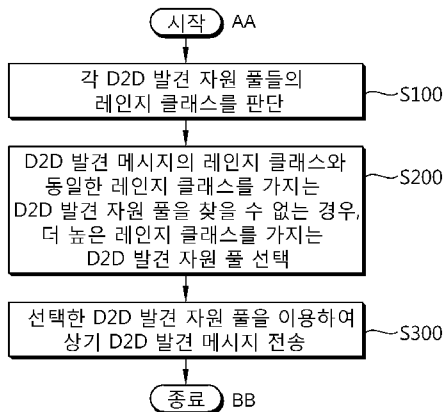 시작 AA
각 D2D 발견 자원 풀들의
레인지 클래스를 판단
S100
D2D 발견 메시지의 레인지 클래스와
동일한 레인지 클래스를 가지는
D2D 발견 자원 풀을 찾을 수 없는 경우,
더 높은 레인지 클래스를 가지는
D2D 발견 자원 풀 선택
S200
선택한 D2D 발견 자원 풀을 이용하여
상기 D2D 발견 메시지 전송
S300
종료 BB